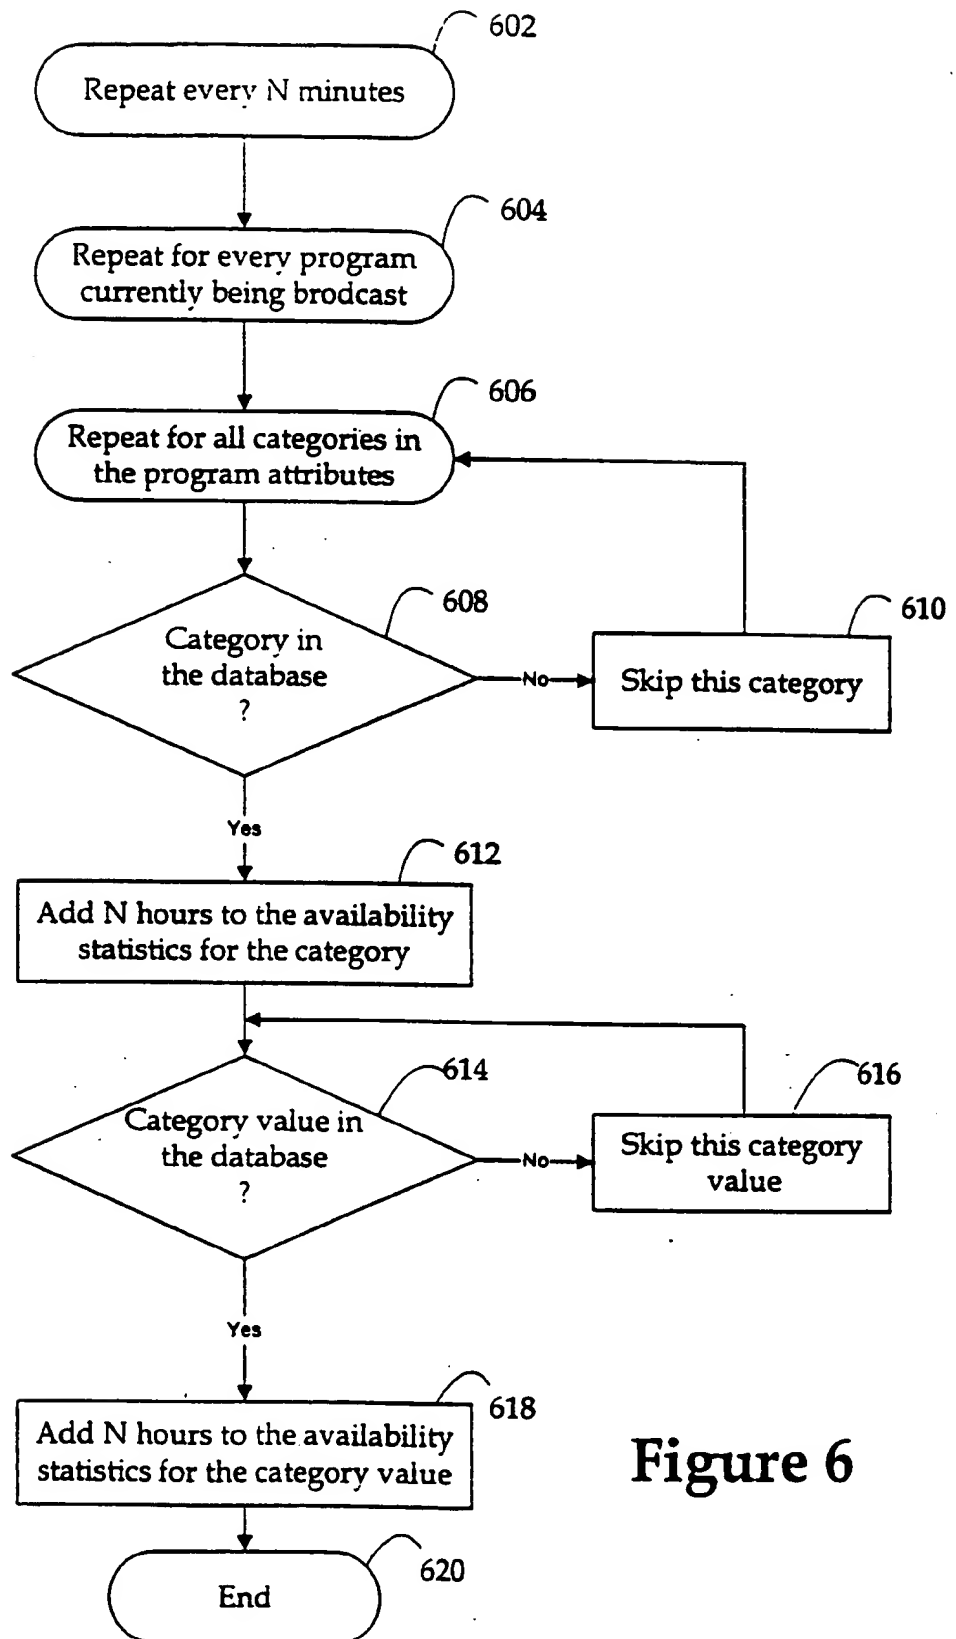 602
Repeat every N minutes
604
Repeat for every program
currently being brodcast
606
Repeat for all categories in
the program attributes
608
Category in
the database
?
No
610
Skip this category
Yes
612
Add N hours to the availability
statistics for the category
614
Category value in
the database
?
No
616
Skip this category
value
Yes
618
Add N hours to the availability
statistics for the category value
Figure 6
620
End